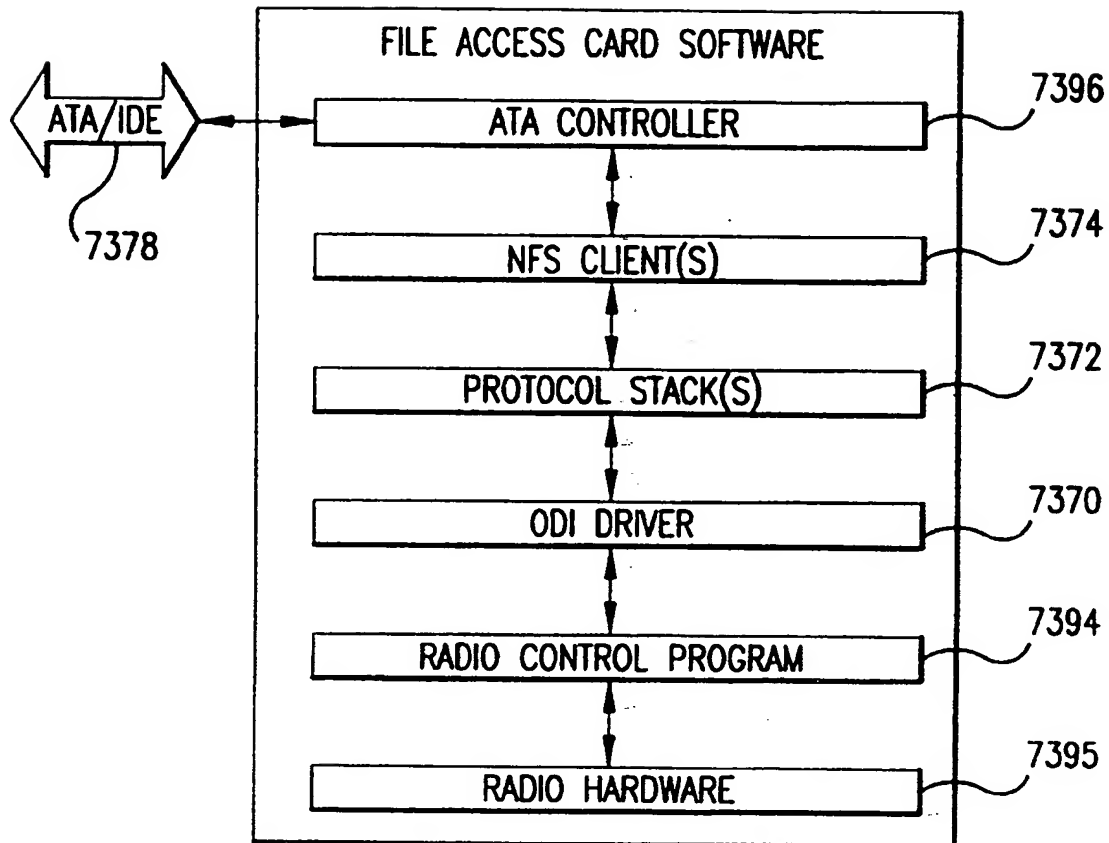 FILE ACCESS CARD SOFTWARE
ATA/IDE
7378
ATA CONTROLLER
7396
NFS CLIENT(S)
7374
PROTOCOL STACK(S)
7372
ODI DRIVER
7370
RADIO CONTROL PROGRAM
7394
RADIO HARDWARE
7395